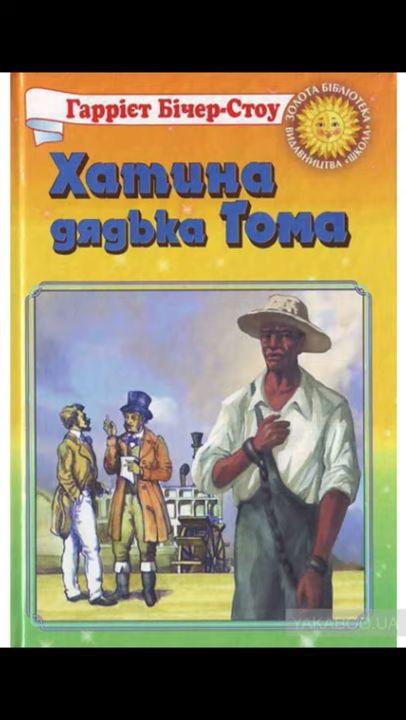 Гаррієт Бічер-Стоу
ЗОЛОТА БІБЛІОТЕКА
ВИДАВНИЦТВА «ШКОЛА»
Хатина
дядька Тома
YAKABOO.UA